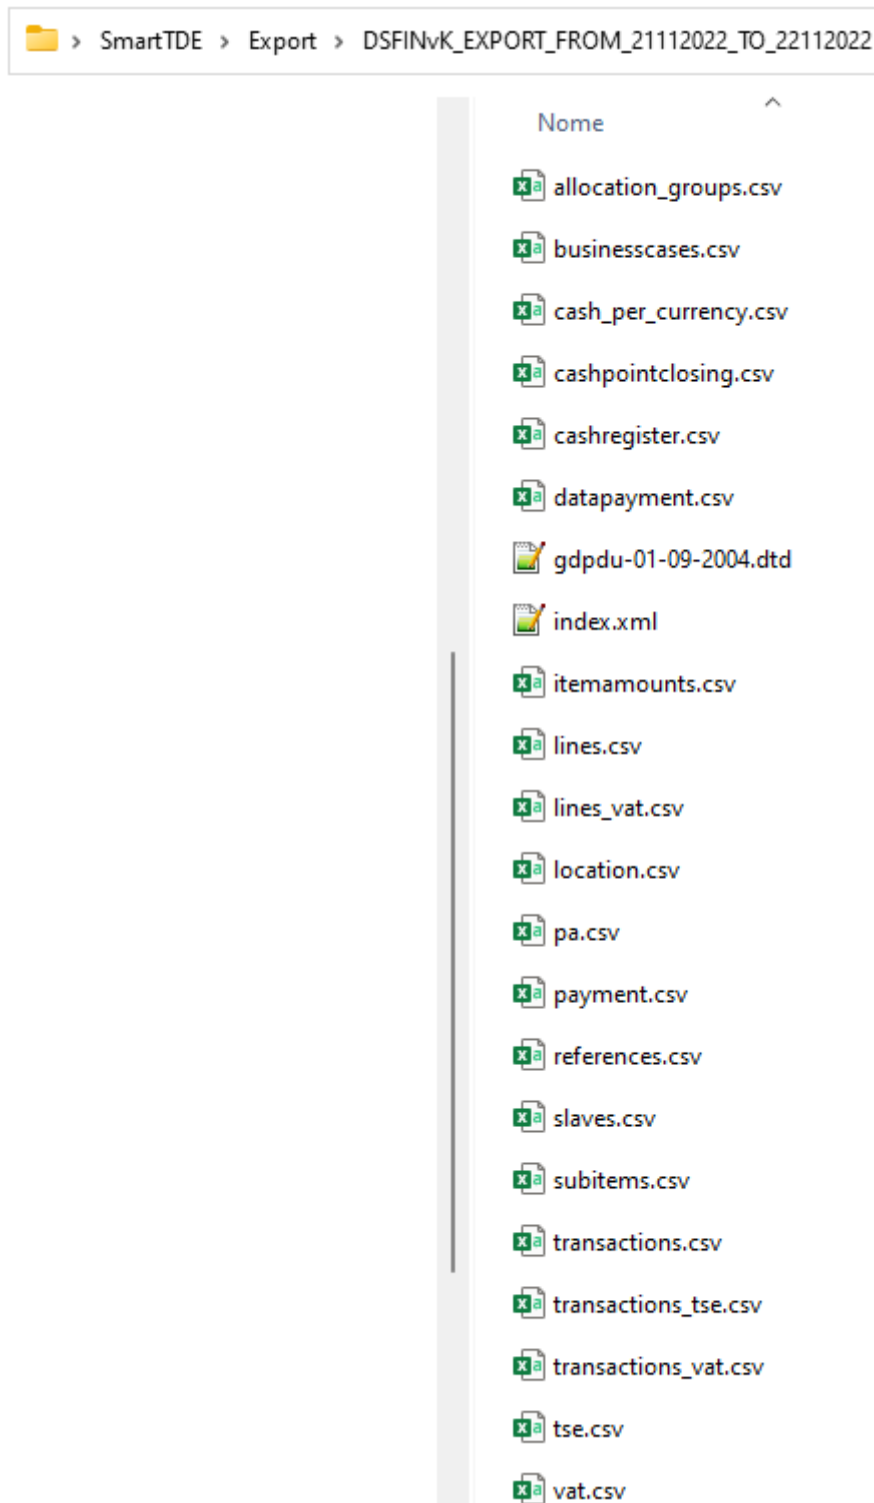 SmartTDE > Export > DSFINvK_EXPORT_FROM_21112022_TO_22112022
Nome
allocation_groups.csv
businesscases.csv
cash_per_currency.csv
cashpointclosing.csv
cashregister.csv
datapayment.csv
gdpdu-01-09-2004.dtd
index.xml
itemamounts.csv
lines.csv
lines_vat.csv
location.csv
pa.csv
payment.csv
references.csv
slaves.csv
subitems.csv
transactions.csv
transactions_tse.csv
transactions_vat.csv
tse.csv
vat.csv